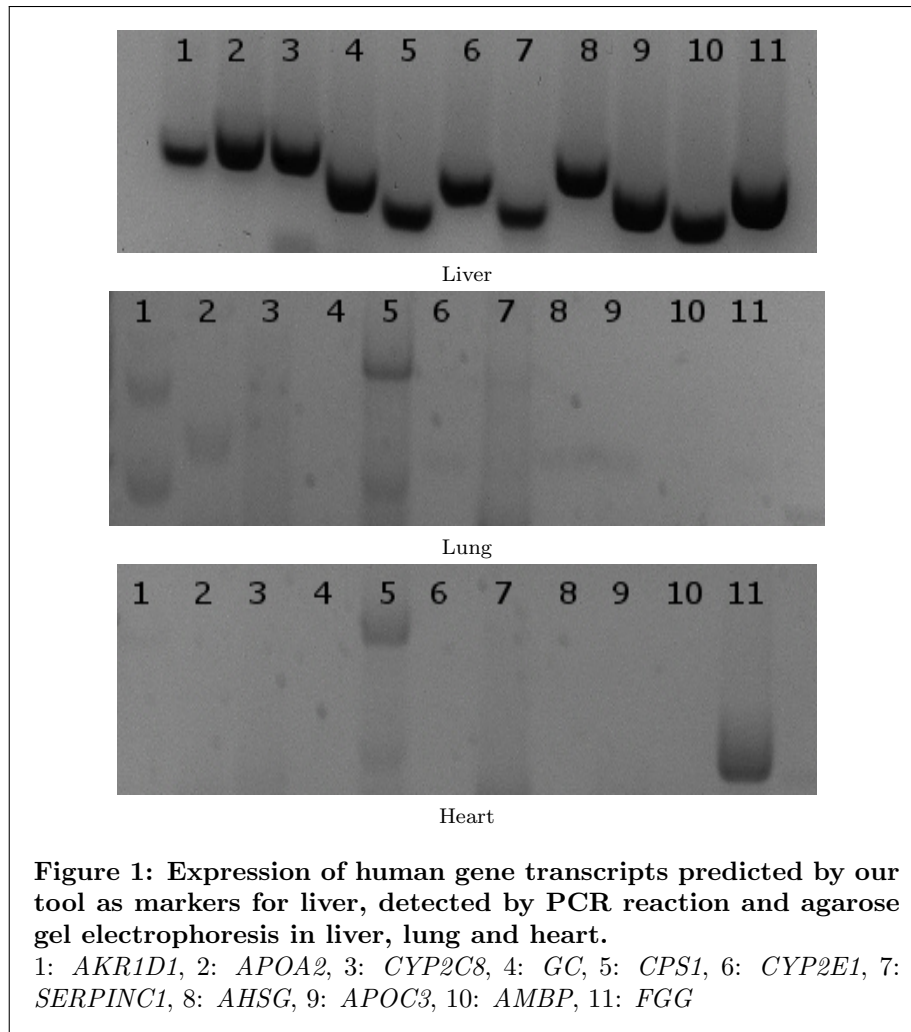 1 2 3 4 5 6 7 8 9 10 11
Liver
1 2 3 4 5 6 7 8 9 10 11
Lung
1 2 3 4 5 6 7 8 9 10 11
Heart
Figure 1: Expression of human gene transcripts predicted by our
tool as markers for liver, detected by PCR reaction and agarose
gel electrophoresis in liver, lung and heart.
1: AKR1D1, 2: APOA2, 3: CYP2C8, 4: GC, 5: CPS1, 6: CYP2E1, 7:
SERPINC1, 8: AHSG, 9: APOC3, 10: AMBP, 11: FGG